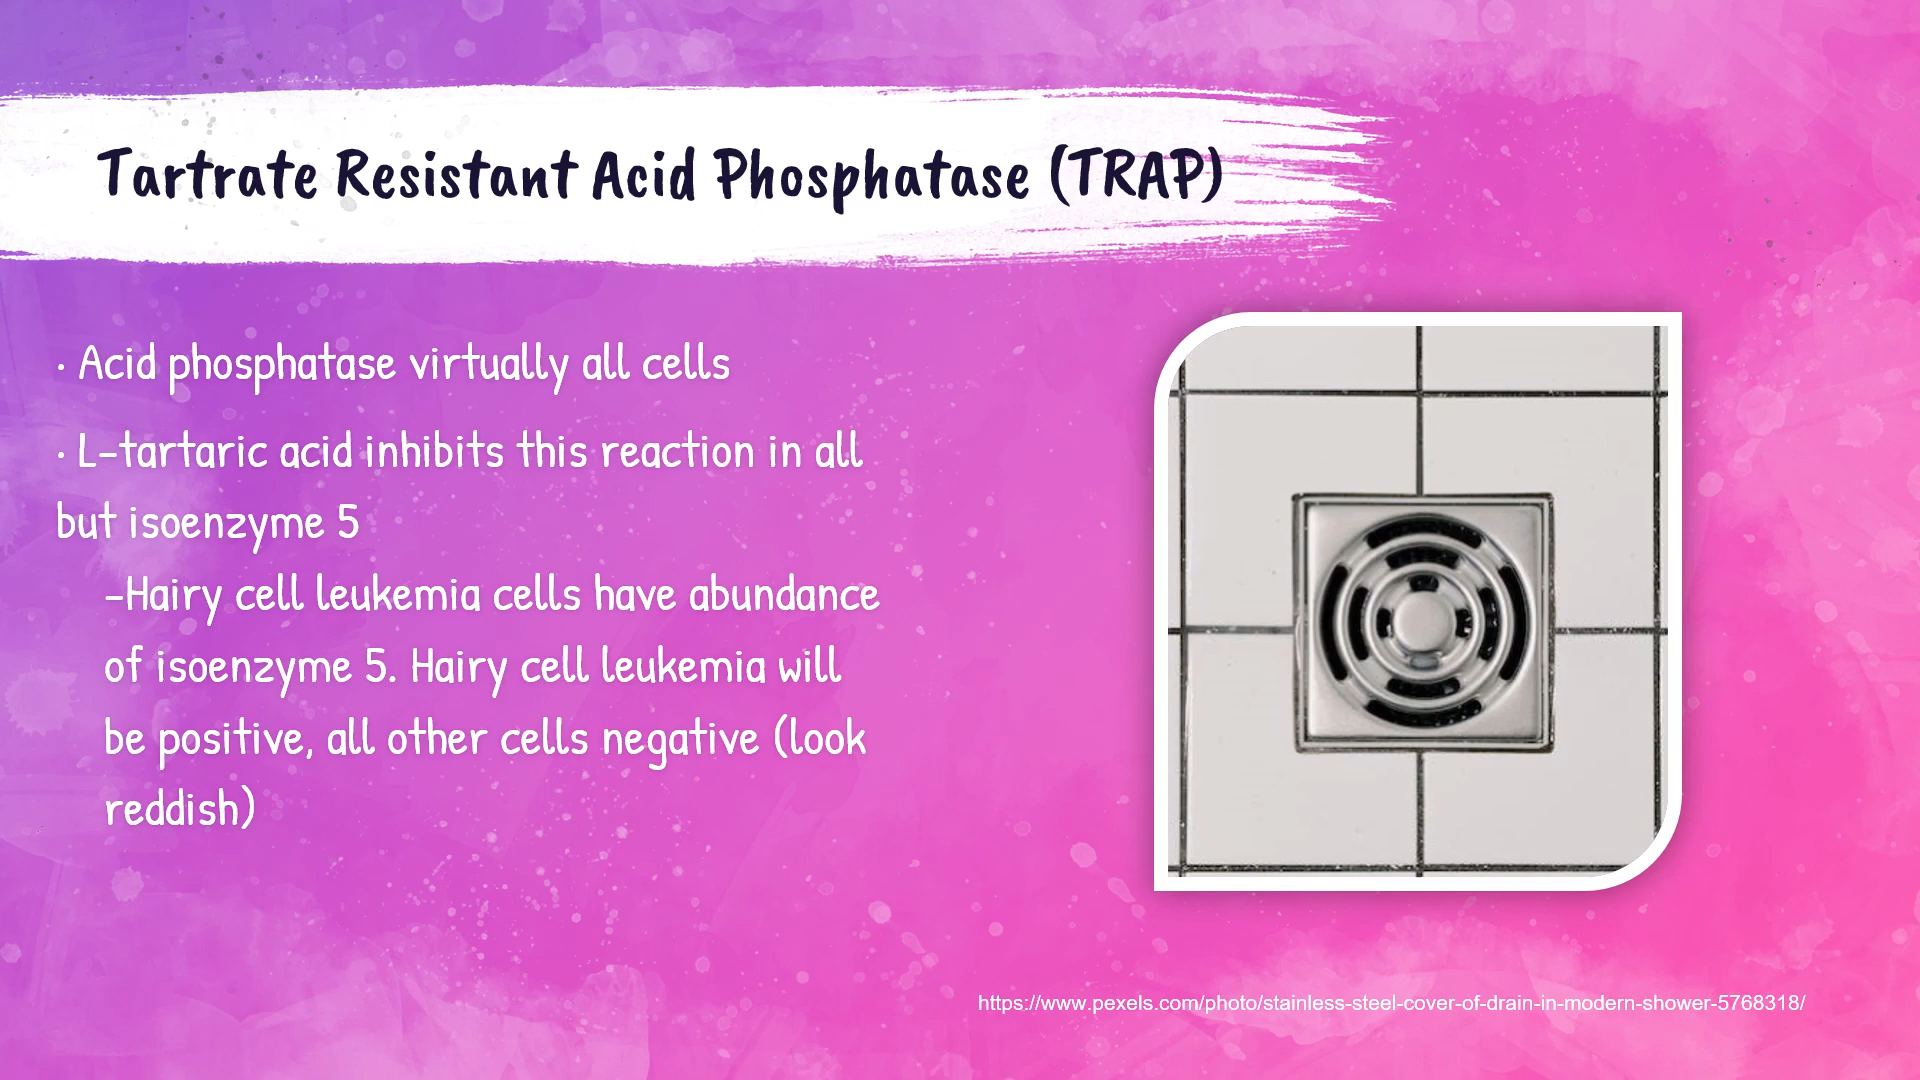 Tartrate Resistant Acid Phosphatase (TRAP)
· Acid phosphatase virtually all cells
· L-tartaric acid inhibits this reaction in all
but isoenzyme 5
-Hairy cell leukemia cells have abundance
of isoenzyme 5. Hairy cell leukemia will
be positive, all other cells negative (look
reddish)
https://www.pexels.com/photo/stainless-steel-cover-of-drain-in-modern-shower-5768318/